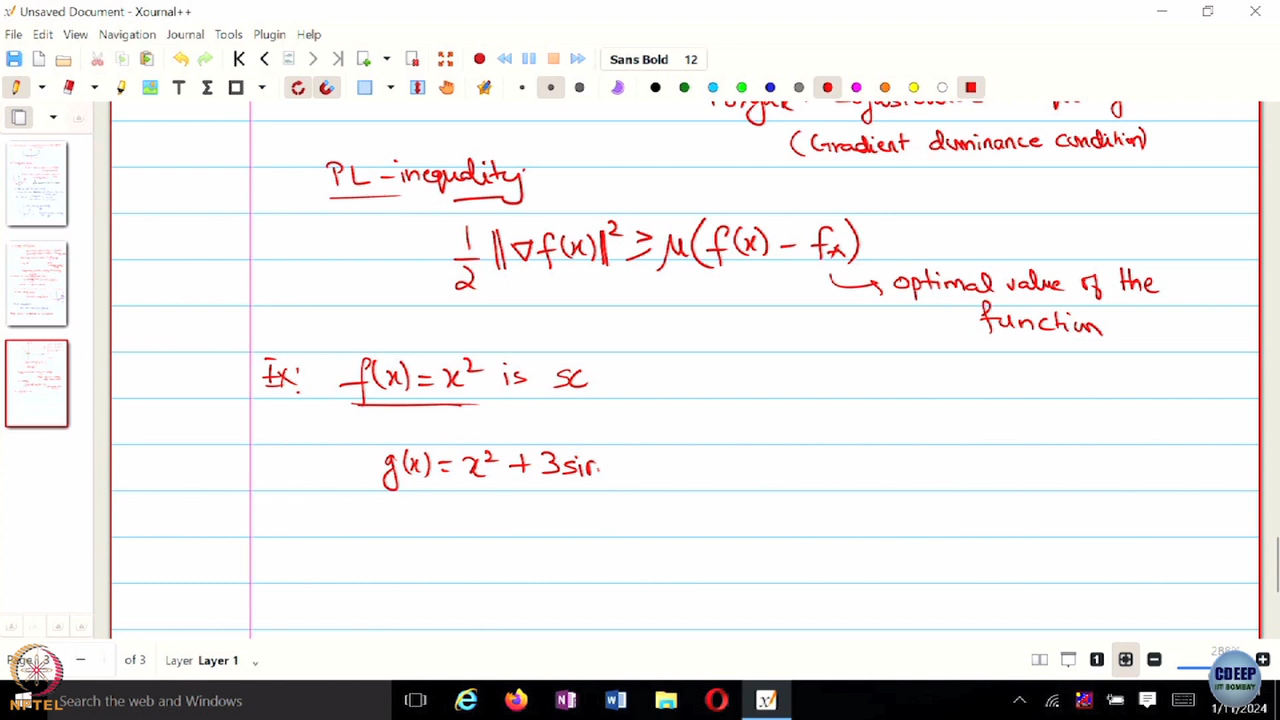 Unsaved Document - Xournal++
File Edit View Navigation Journal Tools Plugin Help
Sans Bold 12
(Gradient dominance condition)
PL-inequality
1/2 ||∇f(x)||² ≥ μ(f(x) - f*)
optimal value of the
function
Ex: f(x) = x² is sc
g(x) = x² + 3sin
of 3 Layer Layer 1
288%
NPTEL
CDEEP
IIT BOMBAY
Search the web and Windows
1/11/2024